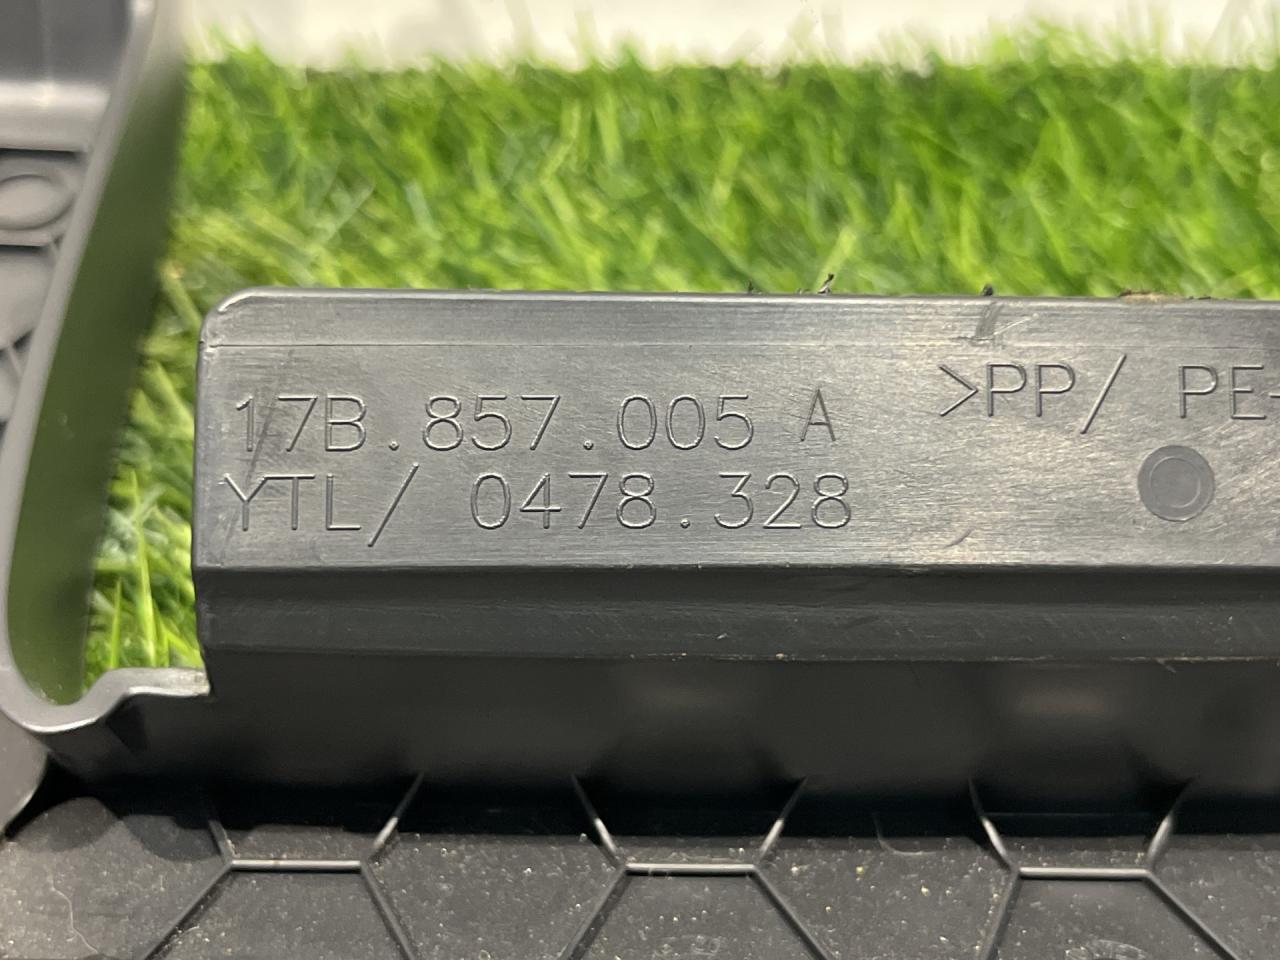 17B.857.005 A
YTL/ 0478.328
>PP/ PE-